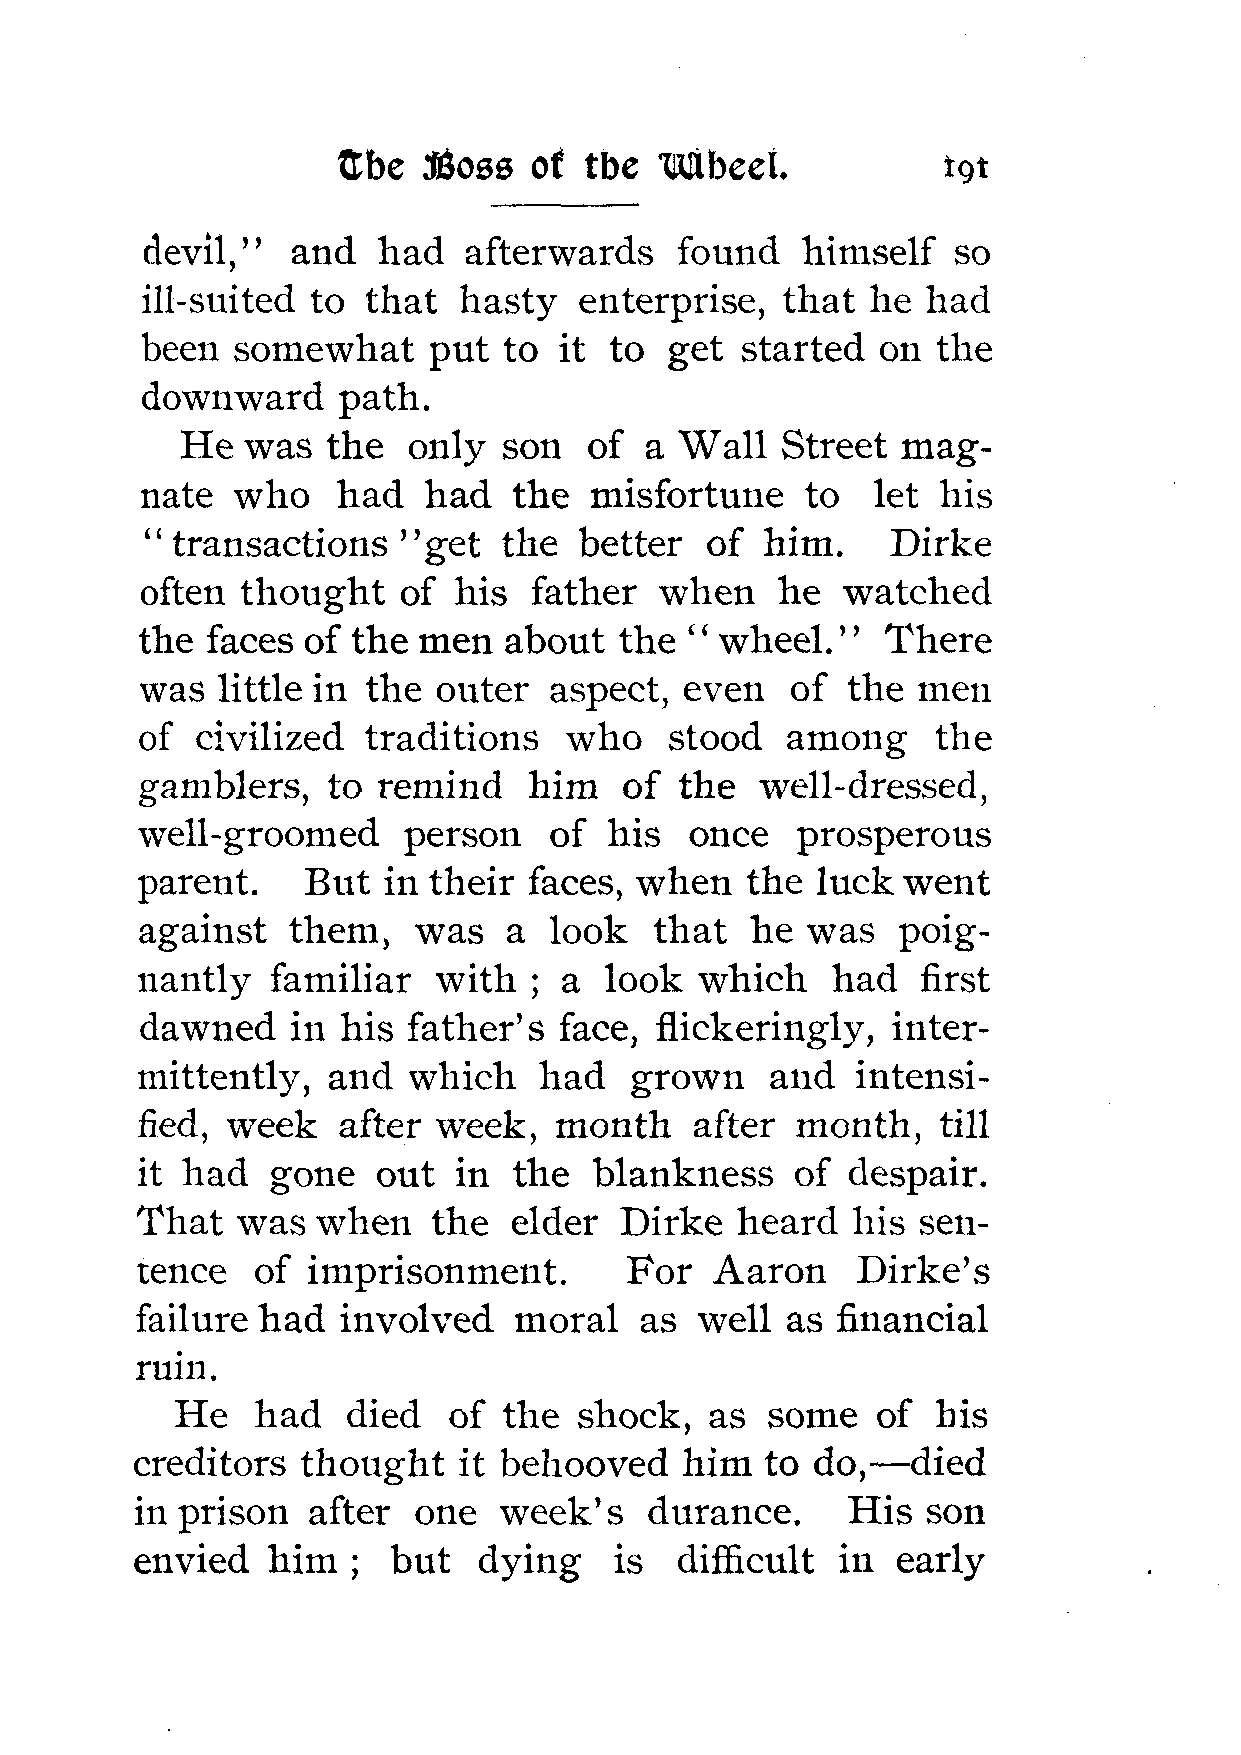 The Boss of the Wheel. 191
devil,'' and had afterwards found himself so
ill-suited to that hasty enterprise, that he had
been somewhat put to it to get started on the
downward path.
He was the only son of a Wall Street mag-
nate who had had the misfortune to let his
“ transactions ''get the better of him. Dirke
often thought of his father when he watched
the faces of the men about the “ wheel.'' There
was little in the outer aspect, even of the men
of civilized traditions who stood among the
gamblers, to remind him of the well-dressed,
well-groomed person of his once prosperous
parent. But in their faces, when the luck went
against them, was a look that he was poig-
nantly familiar with ; a look which had first
dawned in his father's face, flickeringly, inter-
mittently, and which had grown and intensi-
fied, week after week, month after month, till
it had gone out in the blankness of despair.
That was when the elder Dirke heard his sen-
tence of imprisonment. For Aaron Dirke's
failure had involved moral as well as financial
ruin.
He had died of the shock, as some of his
creditors thought it behooved him to do,—died
in prison after one week's durance. His son
envied him ; but dying is difficult in early